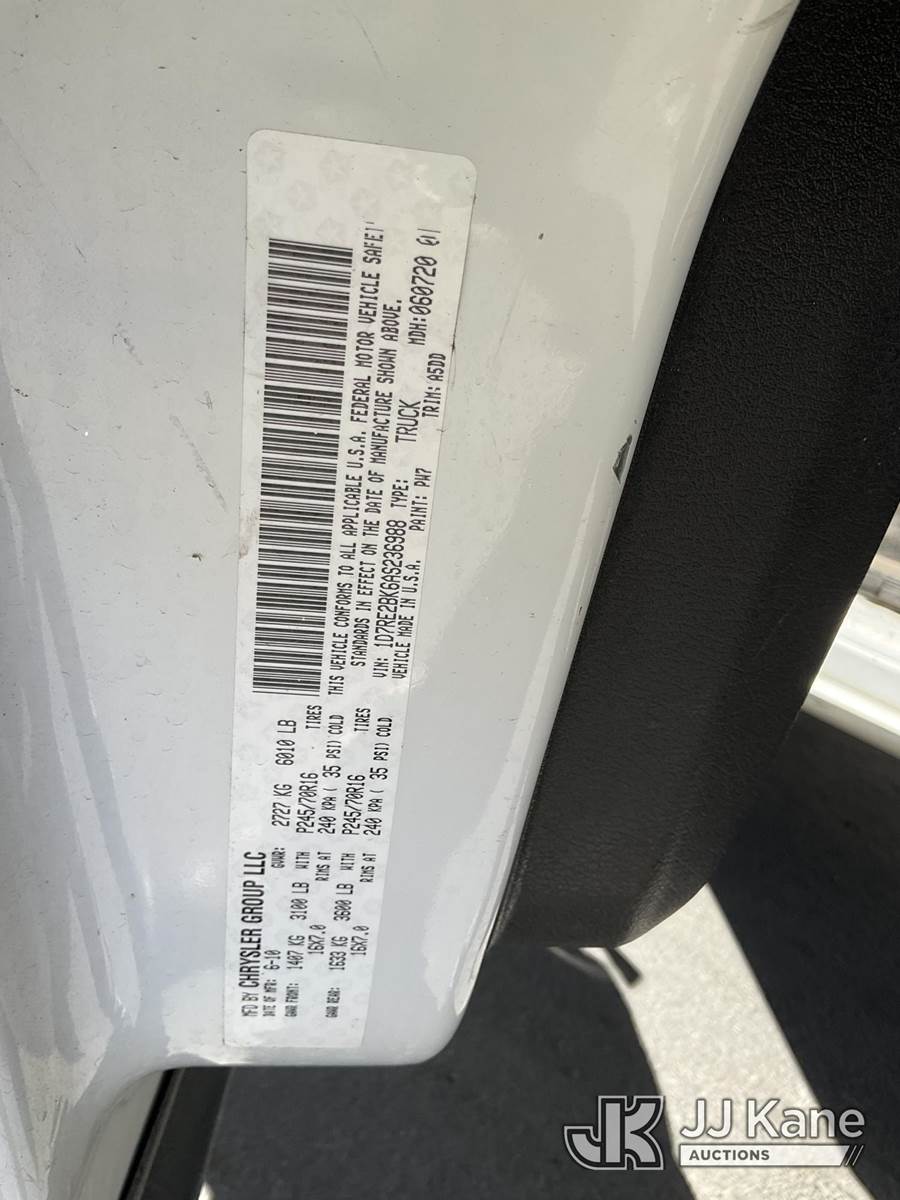 MFD BY CHRYSLER GROUP LLC
DATE OF MFR: 6-10 GVWR: 2727 KG 6010 LB
GAWR FRONT: 1407 KG 3100 LB WITH P245/70R16 TIRES
16X7.0 RIMS AT 240 KPA ( 35 PSI) COLD
GAWR REAR: 1633 KG 3600 LB WITH P245/70R16 TIRES
16X7.0 RIMS AT 240 KPA ( 35 PSI) COLD
THIS VEHICLE CONFORMS TO ALL APPLICABLE U.S.A. FEDERAL MOTOR VEHICLE
STANDARDS IN EFFECT ON THE DATE OF MANUFACTURE SHOWN ABOVE.
VIN: 1D7RE2BK6AS236988 TYPE: TRUCK MDH:060720 01
VEHICLE MADE IN U.S.A. PAINT: PW7 TRIM: A5DD
JK JJ Kane
AUCTIONS